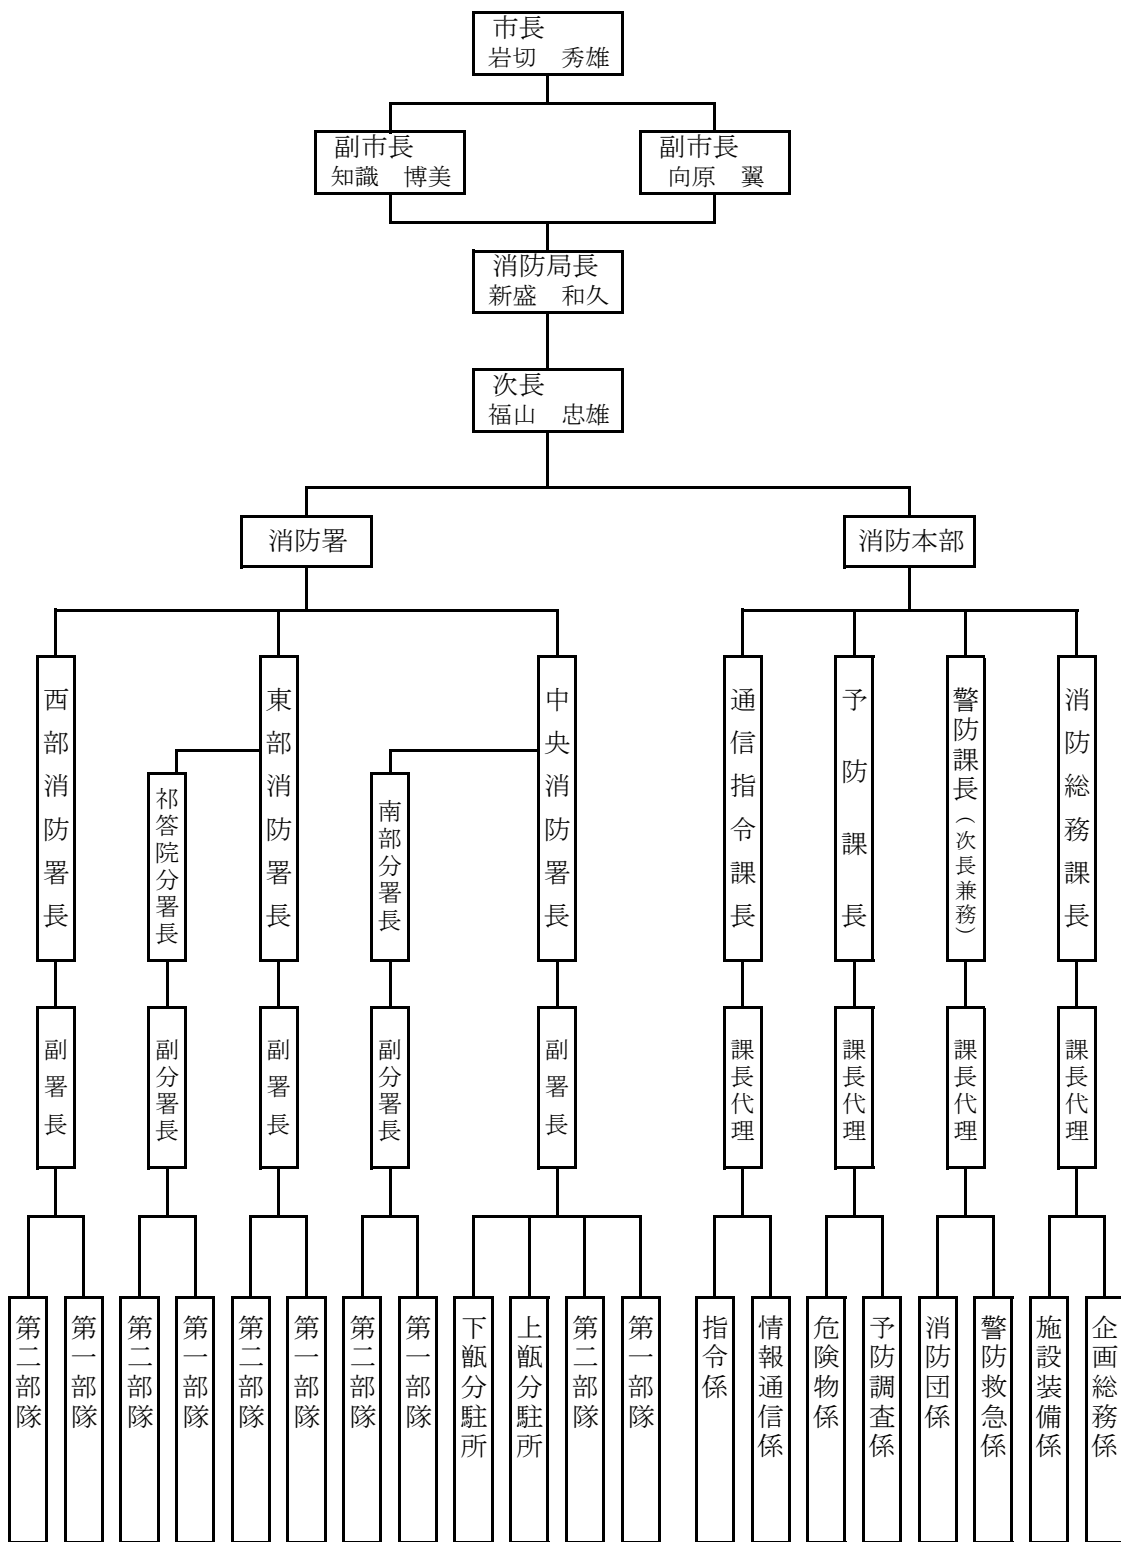 市長
岩切　秀雄
副市長
知識　博美
副市長
向原　翼
消防局長
新盛　和久
次長
福山　忠雄
消防署
消防本部
西部消防署長
祁答院分署長
東部消防署長
南部分署長
中央消防署長
通信指令課長
予防課長
警防課長（次長兼務）
消防総務課長
副署長
副分署長
副署長
副分署長
副署長
課長代理
課長代理
課長代理
課長代理
第二部隊
第一部隊
第二部隊
第一部隊
第二部隊
第一部隊
第二部隊
第一部隊
下甑分駐所
上甑分駐所
第二部隊
第一部隊
指令係
情報通信係
危険物係
予防調査係
消防団係
警防救急係
施設装備係
企画総務係